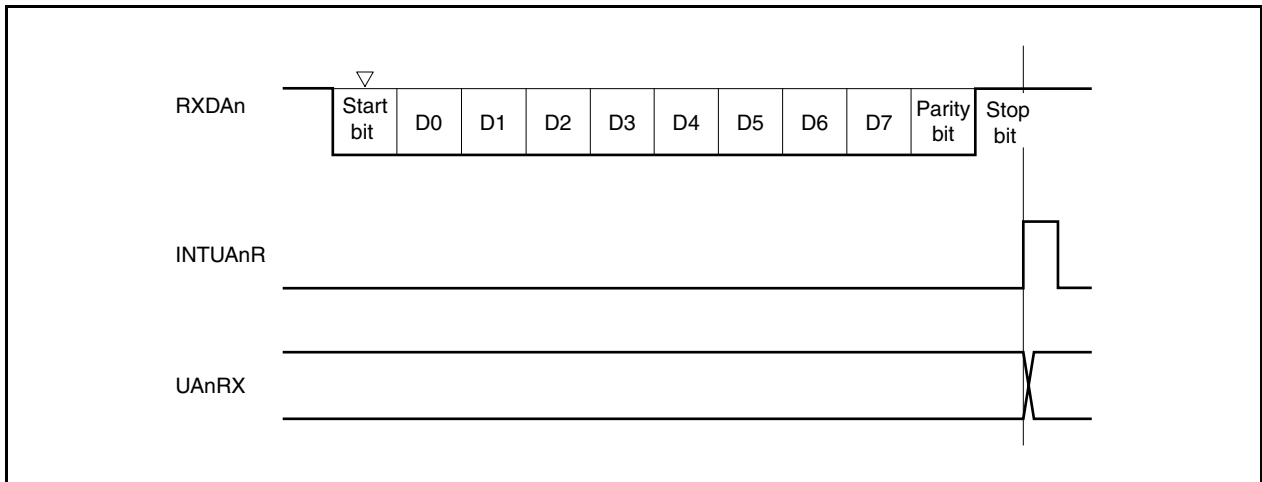 RXDAn
Start bit
D0
D1
D2
D3
D4
D5
D6
D7
Parity bit
Stop bit
INTUAnR
UAnRX